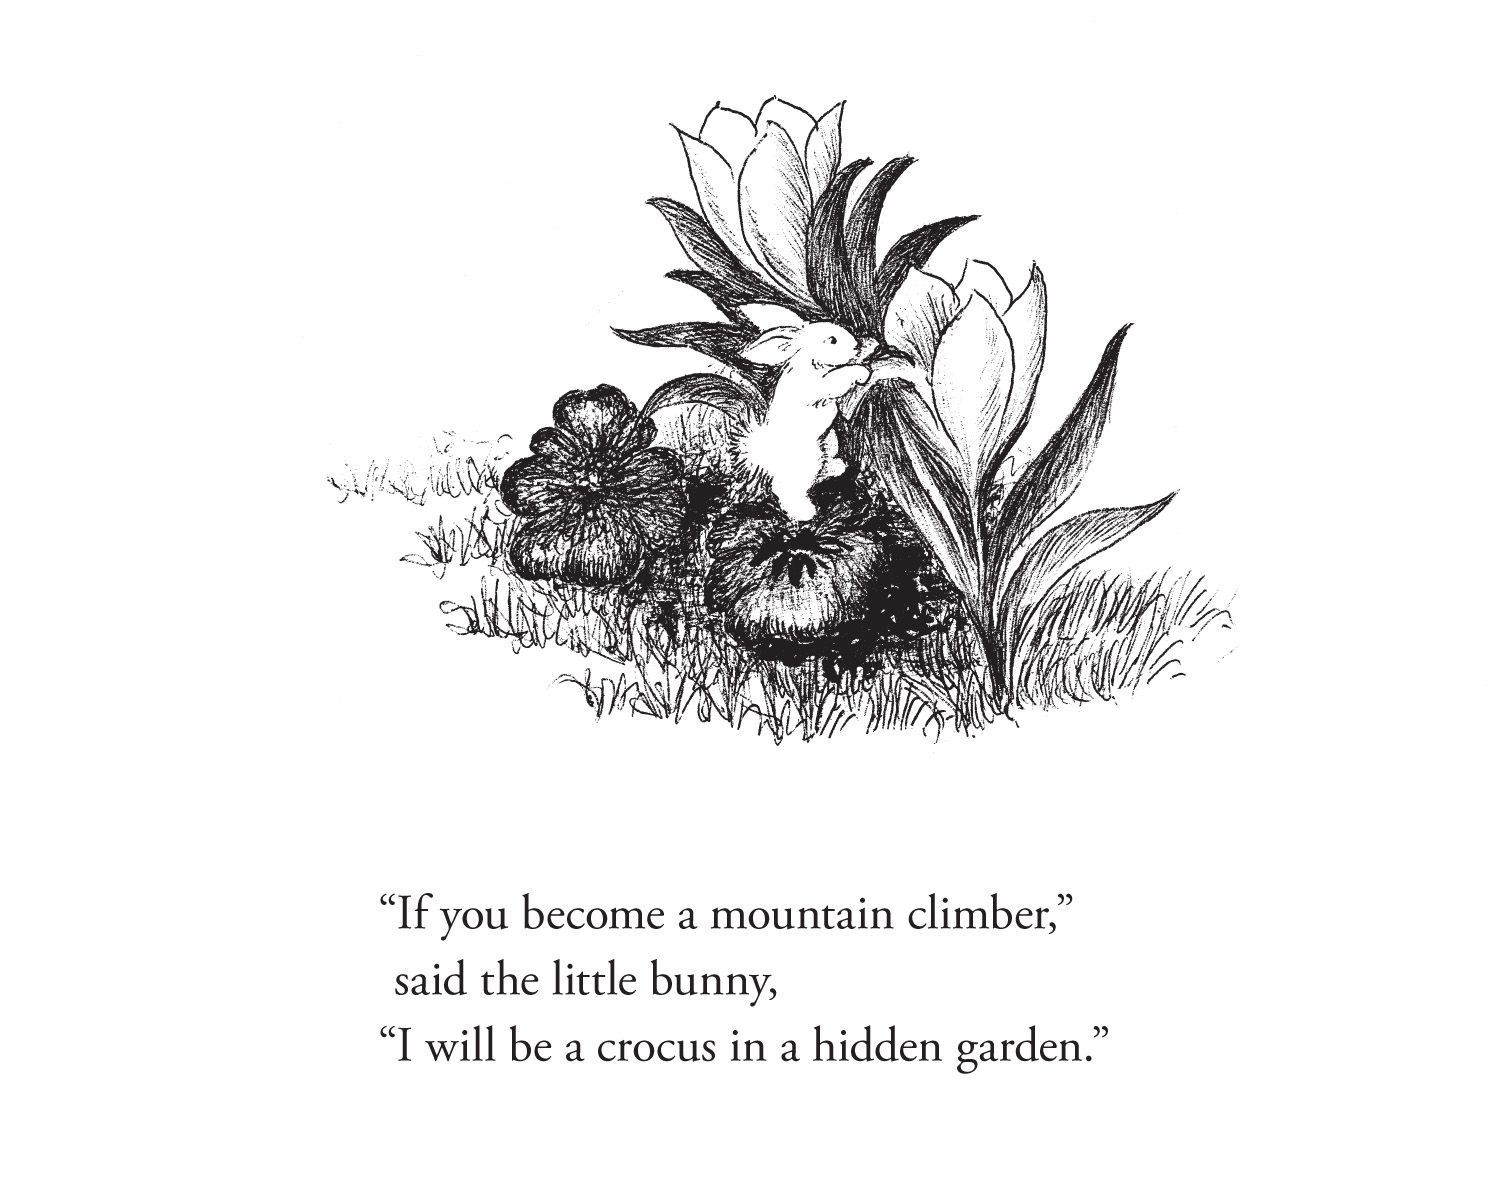 “If you become a mountain climber,”
said the little bunny,
“I will be a crocus in a hidden garden.”